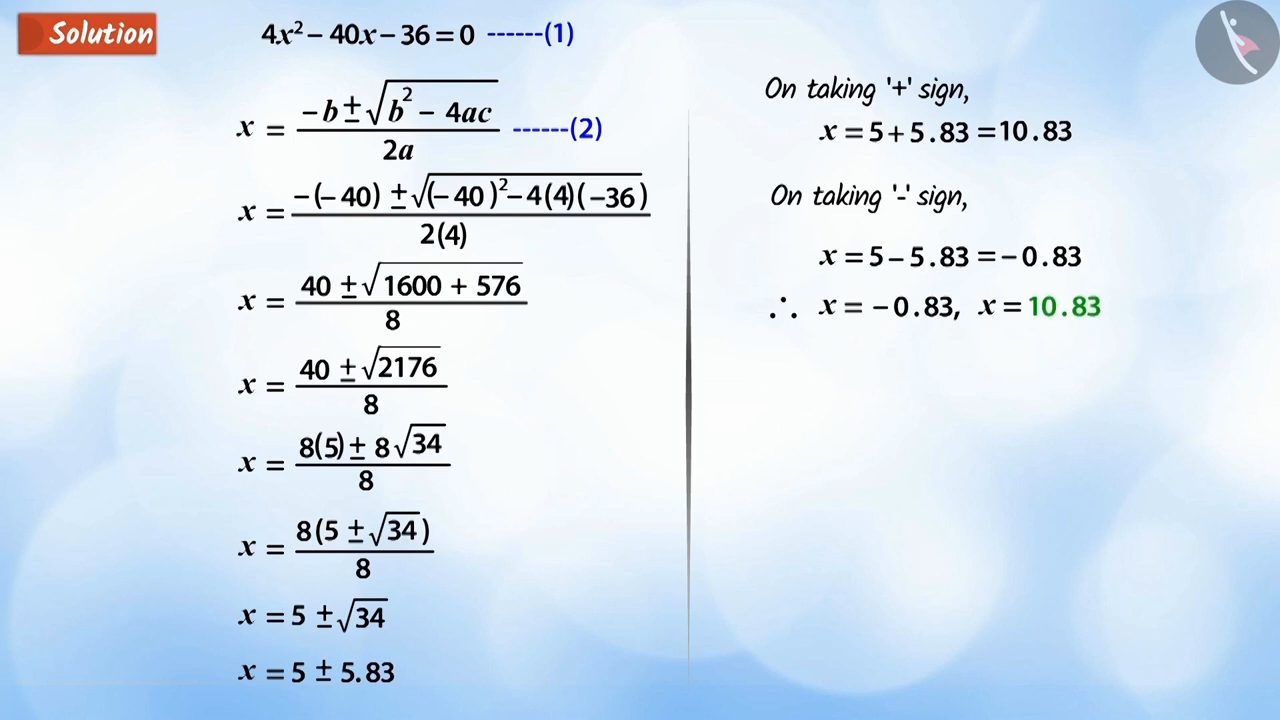 Solution
4x² − 40x − 36 = 0 ------(1)
x = (−b ± √(b² − 4ac)) / 2a ------(2)
x = (−(−40) ± √((−40)² − 4(4)(−36))) / 2(4)
x = (40 ± √(1600 + 576)) / 8
x = (40 ± √2176) / 8
x = (8(5) ± 8√34) / 8
x = 8(5 ± √34) / 8
x = 5 ± √34
x = 5 ± 5.83
On taking '+' sign,
x = 5 + 5.83 = 10.83
On taking '-' sign,
x = 5 − 5.83 = −0.83
∴ x = −0.83, x = 10.83